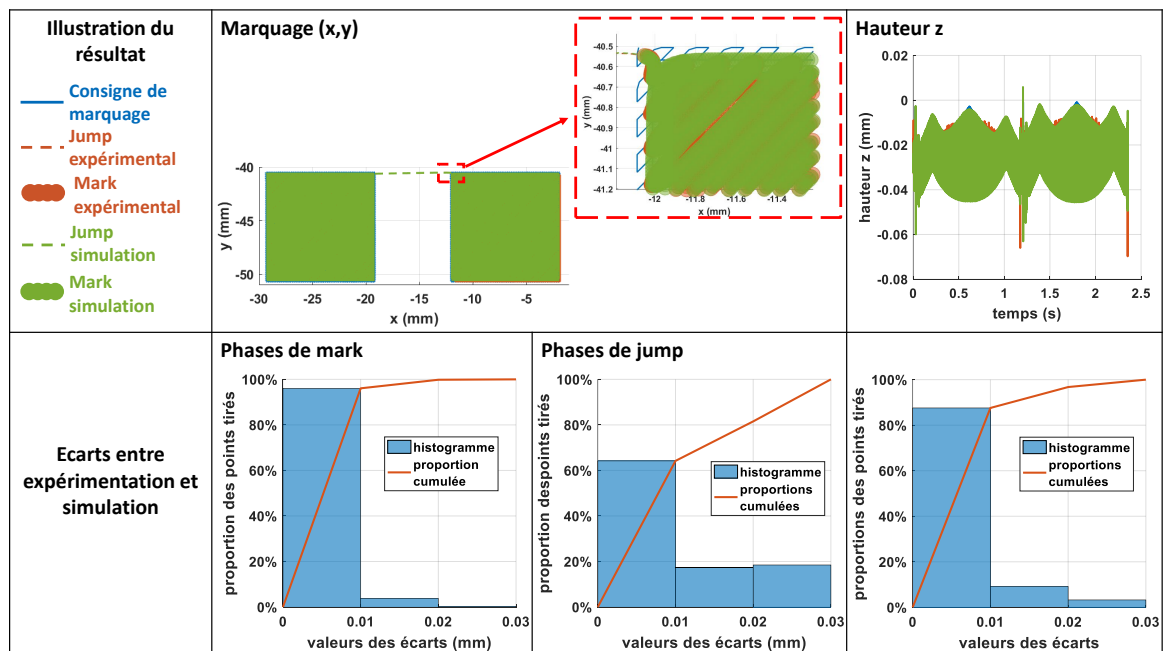 Illustration du
résultat
Consigne de
marquage
Jump
expérimental
Mark
expérimental
Jump
simulation
Mark
simulation
Marquage (x,y)
-40
-45
-50
y (mm)
-30
-25
-20
-15
-10
-5
x (mm)
-40.5
-40.6
-40.7
-40.8
-40.9
-41
-41.1
-41.2
y (mm)
-12
-11.8
-11.6
-11.4
x (mm)
Hauteur z
0.02
0
-0.02
-0.04
-0.06
-0.08
hauteur z (mm)
0
0.5
1
1.5
2
2.5
temps (s)
Ecarts entre
expérimentation et
simulation
Phases de mark
100%
80%
60%
40%
20%
0%
proportion des points tirés
histogramme
proportion
cumulée
0
0.01
0.02
0.03
valeurs des écarts (mm)
Phases de jump
100%
80%
60%
40%
20%
0%
proportion despoints tirés
histogramme
proportions
cumulées
0
0.01
0.02
0.03
valeurs des écarts (mm)
100%
80%
60%
40%
20%
0%
proportions des points tirés
histogramme
proportions
cumulées
0
0.01
0.02
0.03
valeurs des écarts